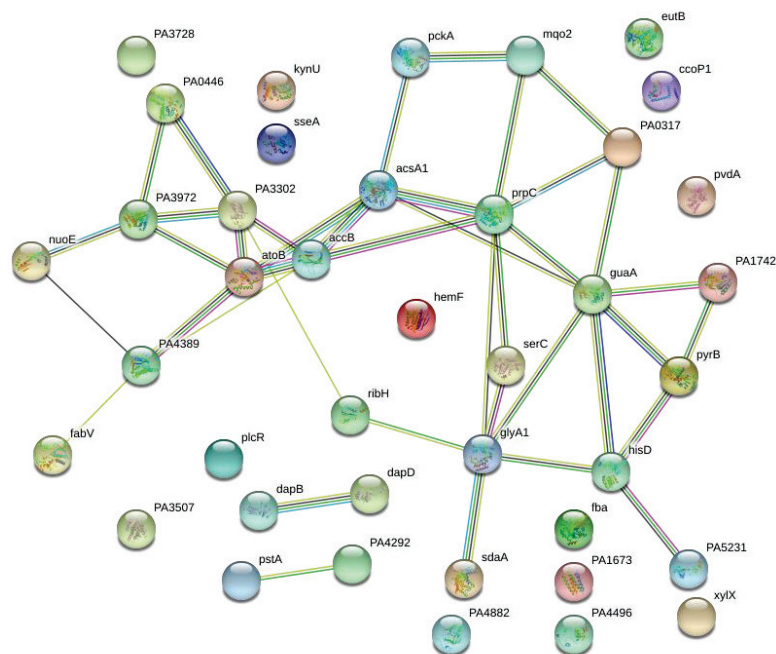 PA3728
pckA
mqo2
eutB
PA0446
kynU
ccoP1
sseA
PA0317
acsA1
prpC
pvdA
PA3972
PA3302
nuoE
atoB
accB
guaA
PA1742
hemF
PA4389
serC
pyrB
ribH
fabV
plcR
glyA1
hisD
dapB
dapD
PA3507
fba
pstA
PA4292
sdaA
PA1673
PA5231
xylX
PA4882
PA4496